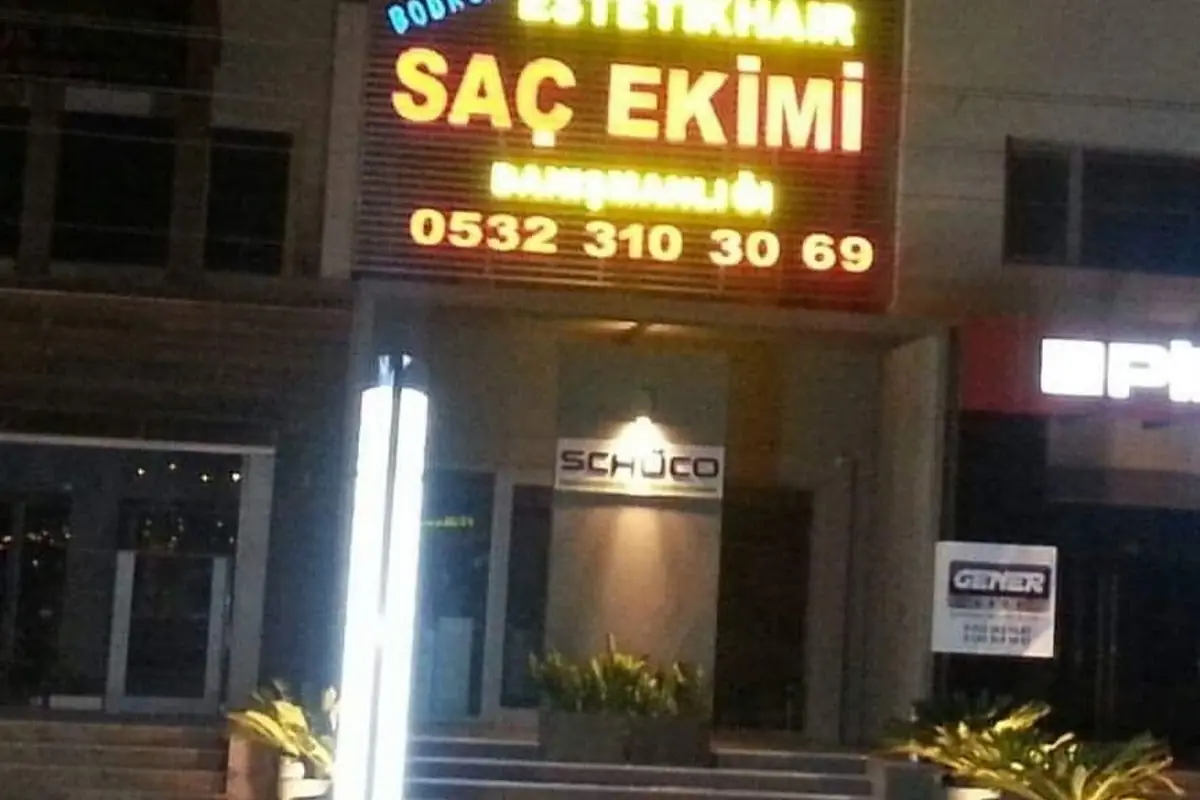 ESTETIKHAIR
SAÇ EKİMİ
DANIŞMANLIĞI
0532 310 30 69
SCHÜCO
GENER